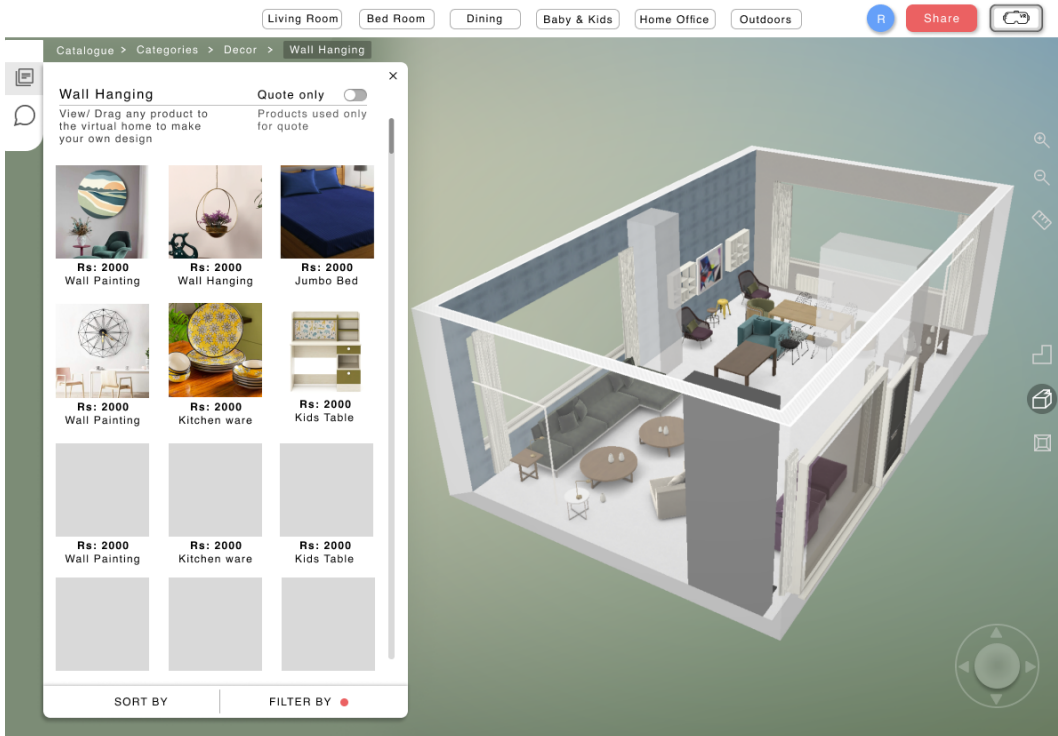 Living Room
Bed Room
Dining
Baby & Kids
Home Office
Outdoors
R
Share
VR
Catalogue > Categories > Decor > Wall Hanging
Wall Hanging
View/ Drag any product to
the virtual home to make
your own design
Quote only
Products used only
for quote
Rs: 2000
Wall Painting
Rs: 2000
Wall Hanging
Rs: 2000
Jumbo Bed
Rs: 2000
Wall Painting
Rs: 2000
Kitchen ware
Rs: 2000
Kids Table
Rs: 2000
Wall Painting
Rs: 2000
Kitchen ware
Rs: 2000
Kids Table
SORT BY
FILTER BY